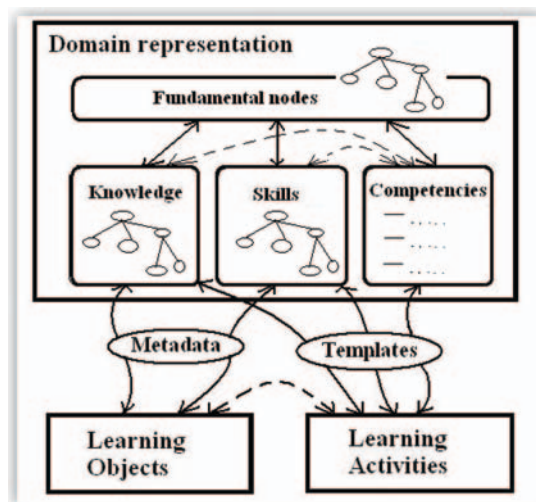 Domain representation
Fundamental nodes
Knowledge
Skills
Competencies
Metadata
Templates
Learning
Objects
Learning
Activities